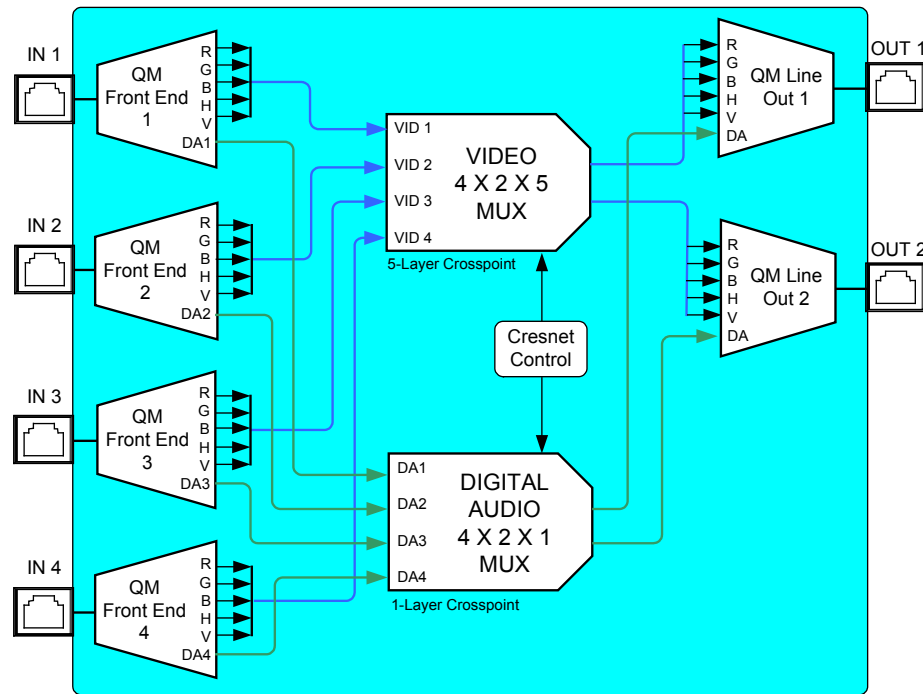 IN 1
QM
Front End
1
R
G
B
H
V
DA1
IN 2
QM
Front End
2
R
G
B
H
V
DA2
IN 3
QM
Front End
3
R
G
B
H
V
DA3
IN 4
QM
Front End
4
R
G
B
H
V
DA4
VID 1
VID 2
VID 3
VID 4
VIDEO
4 X 2 X 5
MUX
5-Layer Crosspoint
Cresnet
Control
DA1
DA2
DA3
DA4
DIGITAL
AUDIO
4 X 2 X 1
MUX
1-Layer Crosspoint
R
G
B
H
V
DA
QM Line
Out 1
OUT 1
R
G
B
H
V
DA
QM Line
Out 2
OUT 2